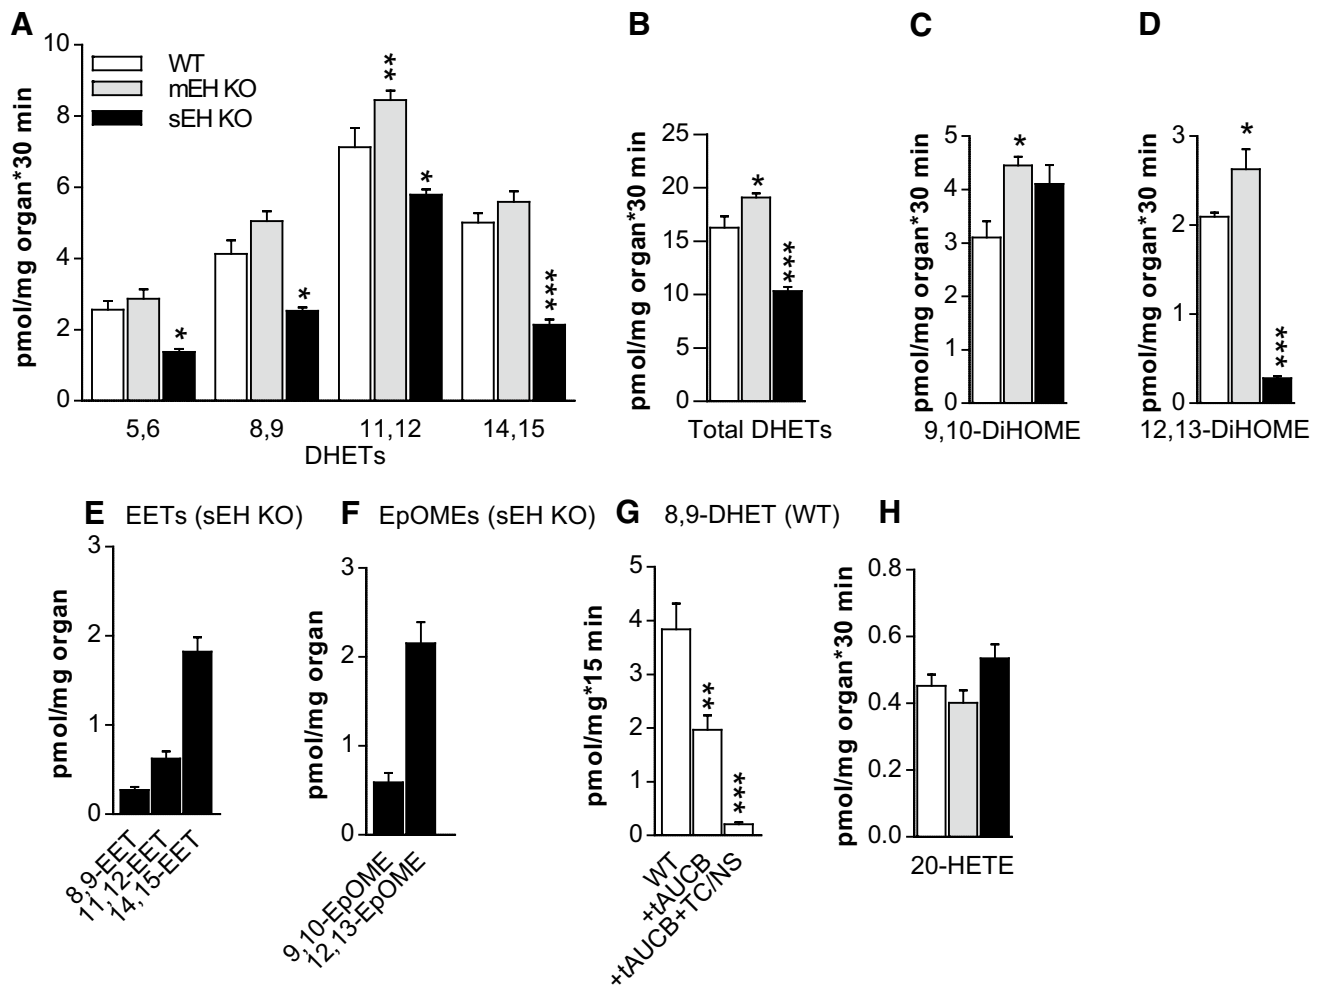 A
pmol/mg organ*30 min
10
8
6
4
2
0
WT
mEH KO
sEH KO
*
*
**
*
***
5,6
8,9
11,12
14,15
DHETs
B
pmol/mg organ*30 min
25
20
15
10
5
0
*
***
Total DHETs
C
pmol/mg organ*30 min
5
4
3
2
1
0
*
9,10-DiHOME
D
pmol/mg organ*30 min
3
2
1
0
*
***
12,13-DiHOME
E EETs (sEH KO)
pmol/mg organ
3
2
1
0
8,9-EET
11,12-EET
14,15-EET
F EpOMEs (sEH KO)
pmol/mg organ
3
2
1
0
9,10-EpOME
12,13-EpOME
G 8,9-DHET (WT)
pmol/mg*15 min
5
4
3
2
1
0
**
***
WT
+tAUCB
+tAUCB+TC/NS
H
pmol/mg organ*30 min
0.8
0.6
0.4
0.2
0.0
20-HETE